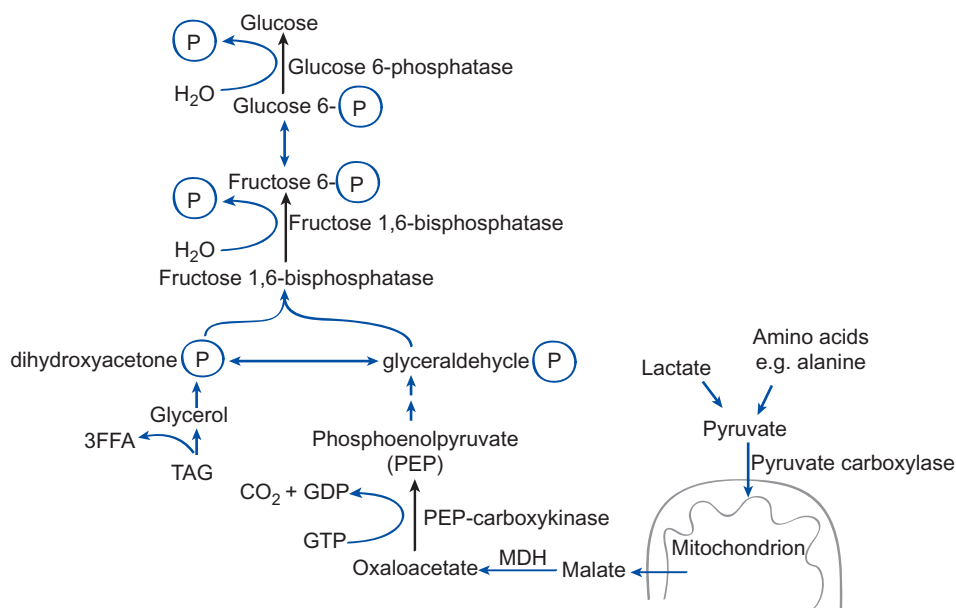 Glucose
P
Glucose 6-phosphatase
H₂O
Glucose 6- P
Fructose 6- P
P
Fructose 1,6-bisphosphatase
H₂O
Fructose 1,6-bisphosphatase
dihydroxyacetone P
glyceraldehycle P
Amino acids
e.g. alanine
Lactate
Glycerol
3FFA
TAG
Phosphoenolpyruvate
(PEP)
Pyruvate
Pyruvate carboxylase
CO₂ + GDP
PEP-carboxykinase
GTP
Mitochondrion
Oxaloacetate
MDH
Malate